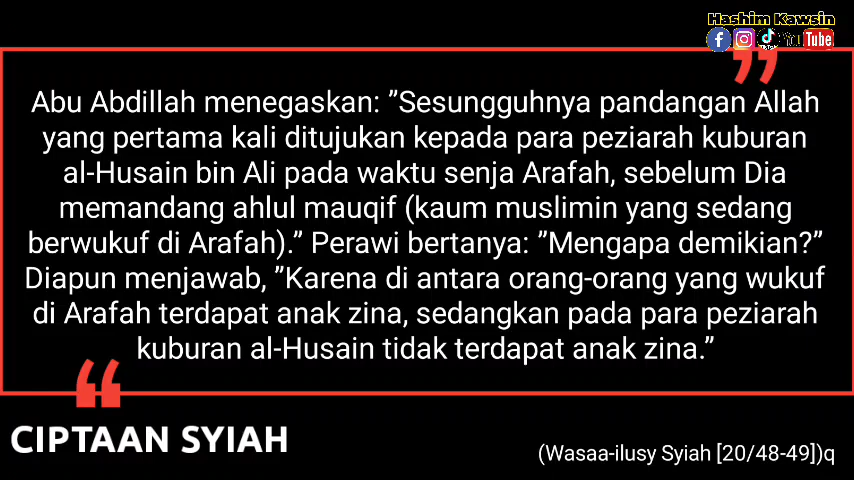 Hashim Kawsin
You Tube
TikTok
”
Abu Abdillah menegaskan: ”Sesungguhnya pandangan Allah
yang pertama kali ditujukan kepada para peziarah kuburan
al-Husain bin Ali pada waktu senja Arafah, sebelum Dia
memandang ahlul mauqif (kaum muslimin yang sedang
berwukuf di Arafah).” Perawi bertanya: ”Mengapa demikian?”
Diapun menjawab, ”Karena di antara orang-orang yang wukuf
di Arafah terdapat anak zina, sedangkan pada para peziarah
kuburan al-Husain tidak terdapat anak zina.”
“
CIPTAAN SYIAH
(Wasaa-ilusy Syiah [20/48-49])q